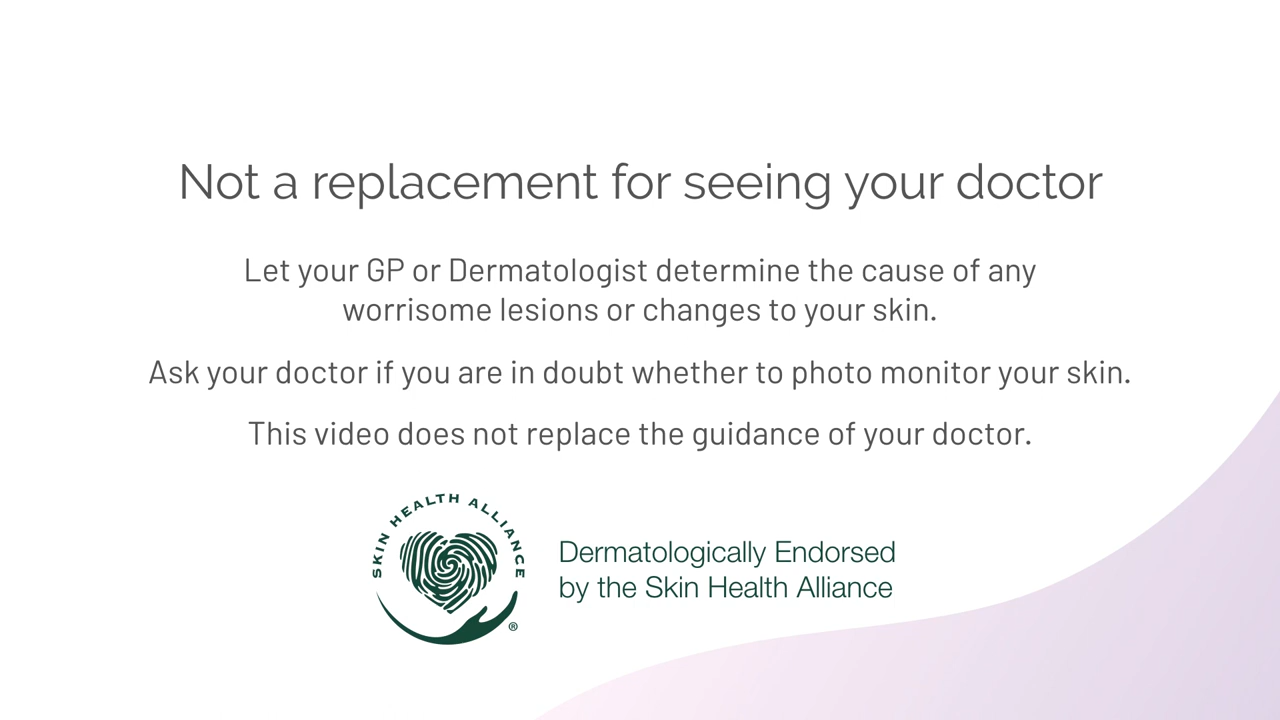 Not a replacement for seeing your doctor
Let your GP or Dermatologist determine the cause of any
worrisome lesions or changes to your skin.
Ask your doctor if you are in doubt whether to photo monitor your skin.
This video does not replace the guidance of your doctor.
SKIN HEALTH ALLIANCE
®
Dermatologically Endorsed
by the Skin Health Alliance